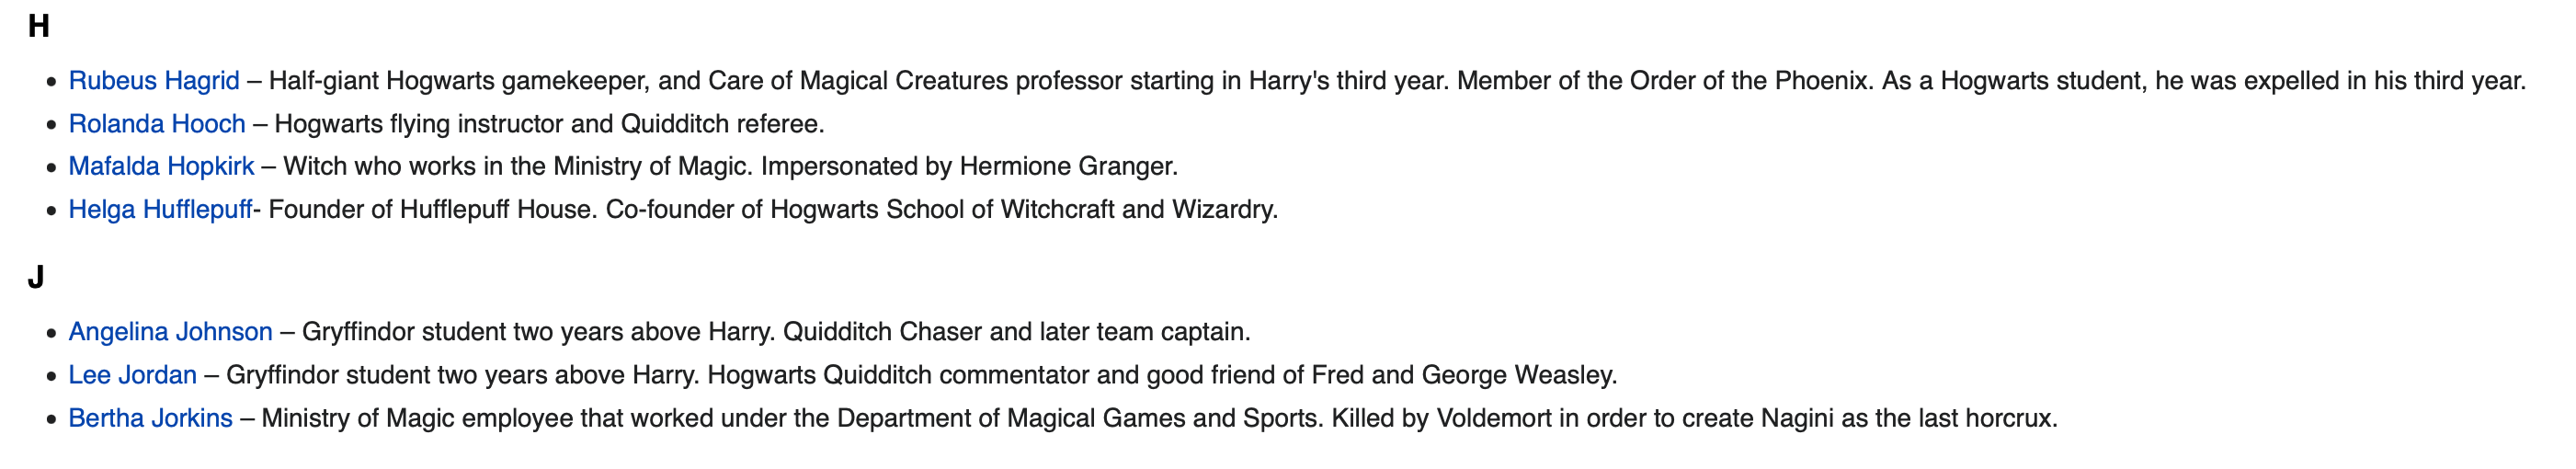 H
• Rubeus Hagrid – Half-giant Hogwarts gamekeeper, and Care of Magical Creatures professor starting in Harry's third year. Member of the Order of the Phoenix. As a Hogwarts student, he was expelled in his third year.
• Rolanda Hooch – Hogwarts flying instructor and Quidditch referee.
• Mafalda Hopkirk – Witch who works in the Ministry of Magic. Impersonated by Hermione Granger.
• Helga Hufflepuff- Founder of Hufflepuff House. Co-founder of Hogwarts School of Witchcraft and Wizardry.
J
• Angelina Johnson – Gryffindor student two years above Harry. Quidditch Chaser and later team captain.
• Lee Jordan – Gryffindor student two years above Harry. Hogwarts Quidditch commentator and good friend of Fred and George Weasley.
• Bertha Jorkins – Ministry of Magic employee that worked under the Department of Magical Games and Sports. Killed by Voldemort in order to create Nagini as the last horcrux.